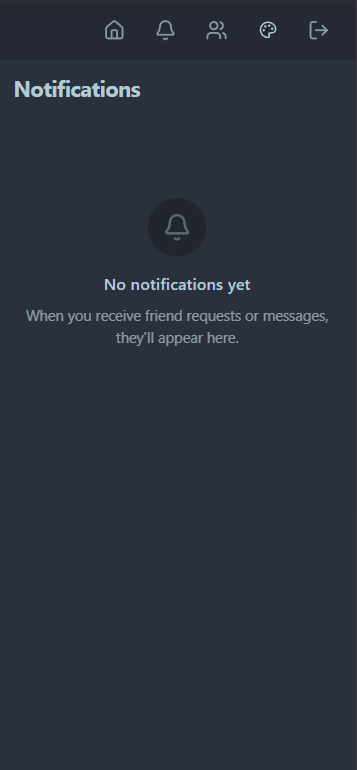 Notifications
No notifications yet
When you receive friend requests or messages,
they'll appear here.